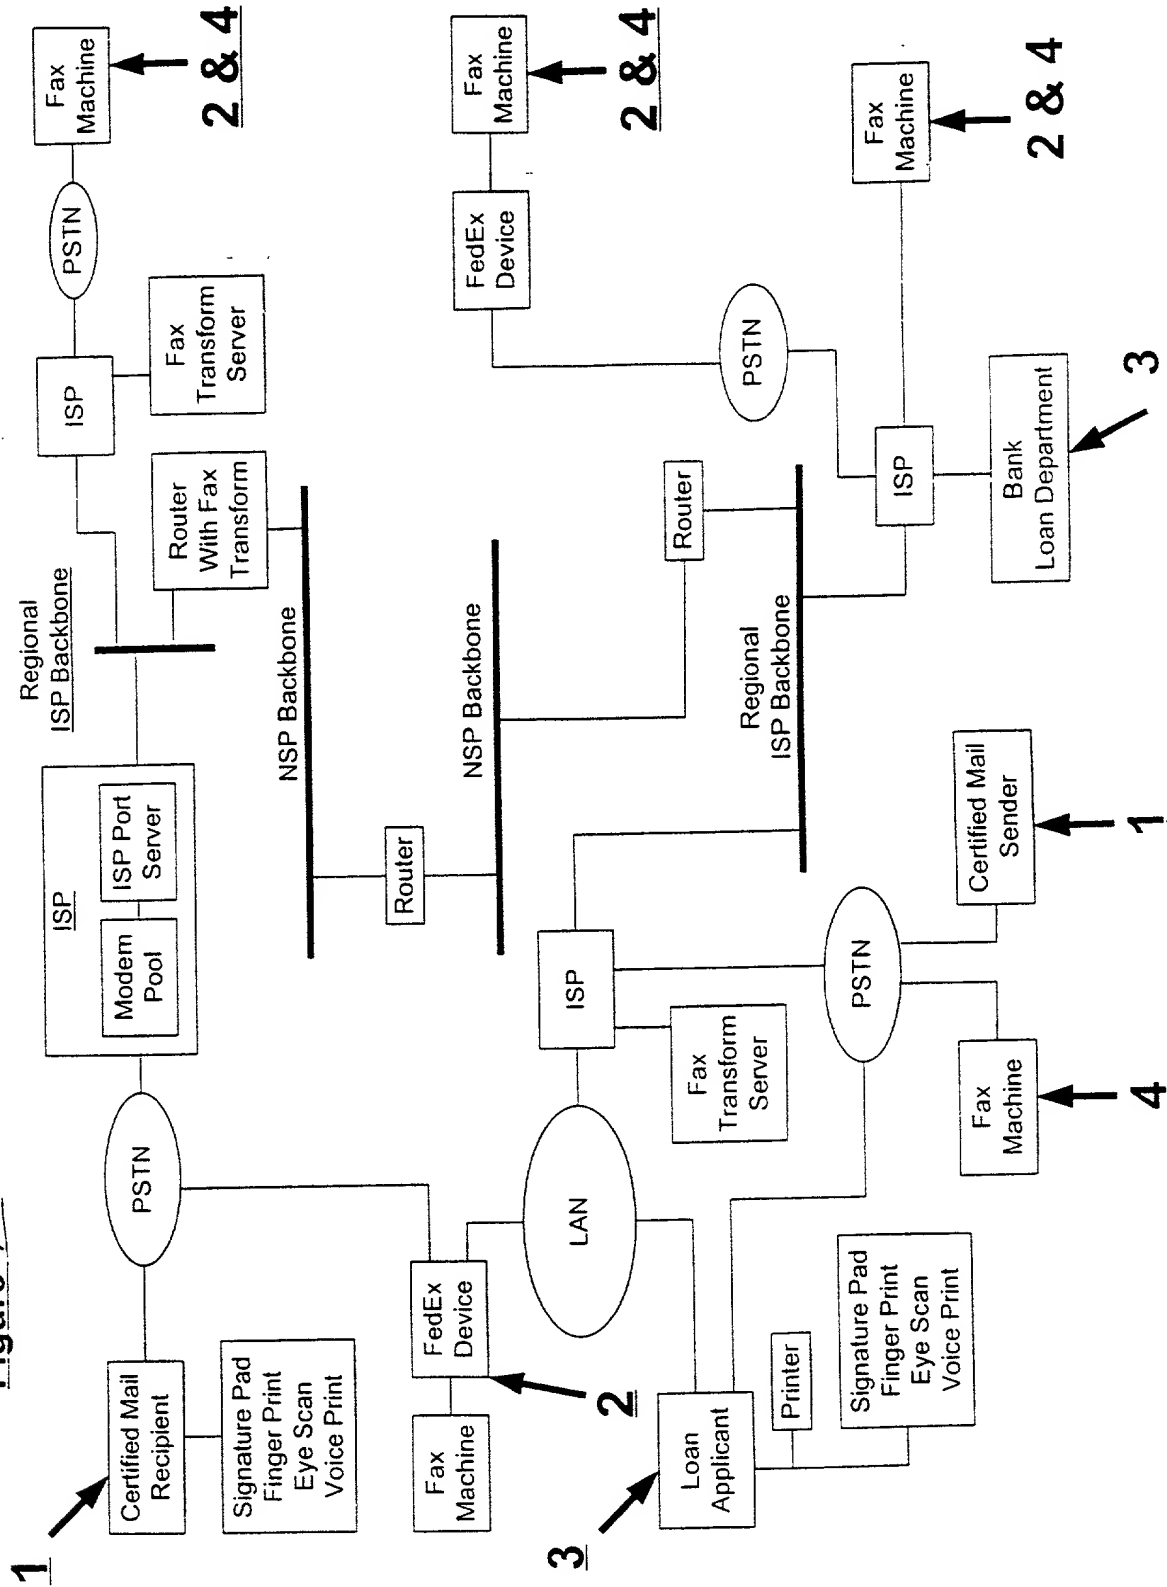 Figure
1
Certified Mail
Recipient
Signature Pad
Finger Print
Eye Scan
Voice Print
PSTN
ISP
Modem
Pool
ISP Port
Server
Regional
ISP Backbone
ISP
PSTN
Fax
Machine
2 & 4
Fax
Transform
Server
Router
With Fax
Transform
NSP Backbone
Router
NSP Backbone
Fax
Machine
FedEx
Device
2
LAN
ISP
Fax
Transform
Server
Router
Regional
ISP Backbone
PSTN
FedEx
Device
Fax
Machine
2 & 4
3
Loan
Applicant
Printer
Signature Pad
Finger Print
Eye Scan
Voice Print
PSTN
Fax
Machine
4
Certified Mail
Sender
1
ISP
Fax
Machine
2 & 4
Bank
Loan Department
3